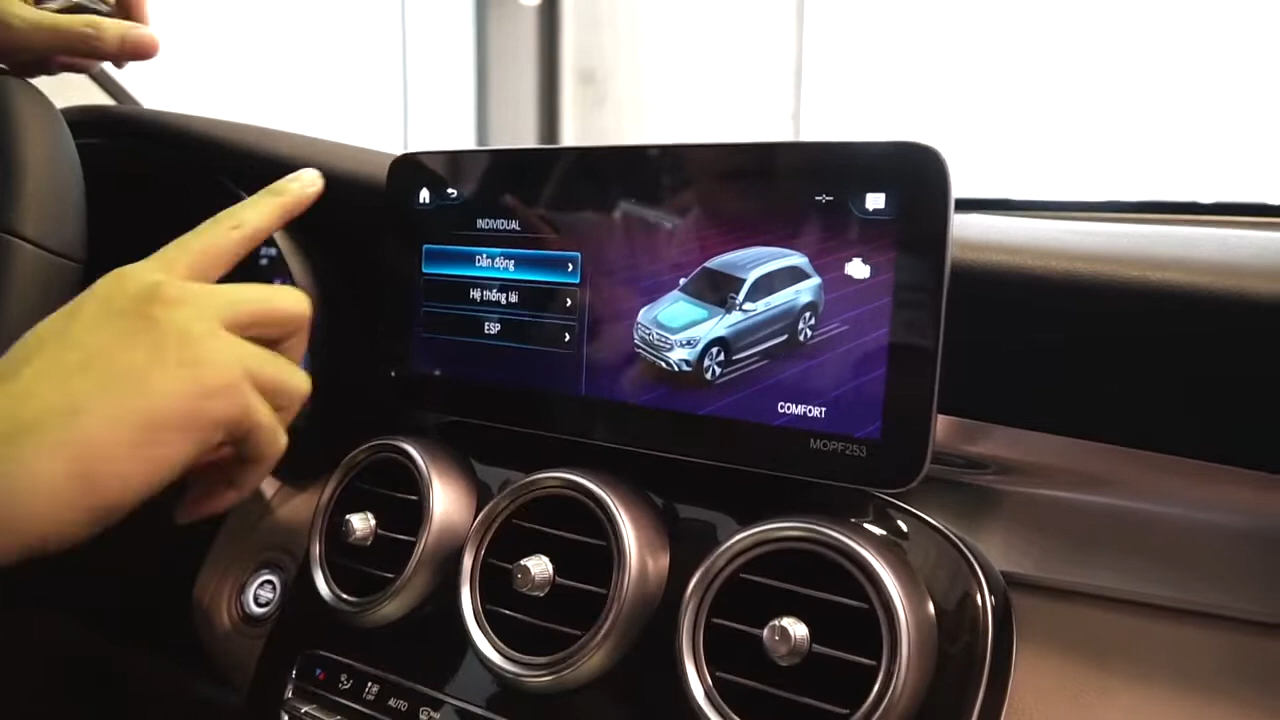 INDIVIDUAL
Dẫn động
Hệ thống lái
ESP
COMFORT
MOPF253
AUTO